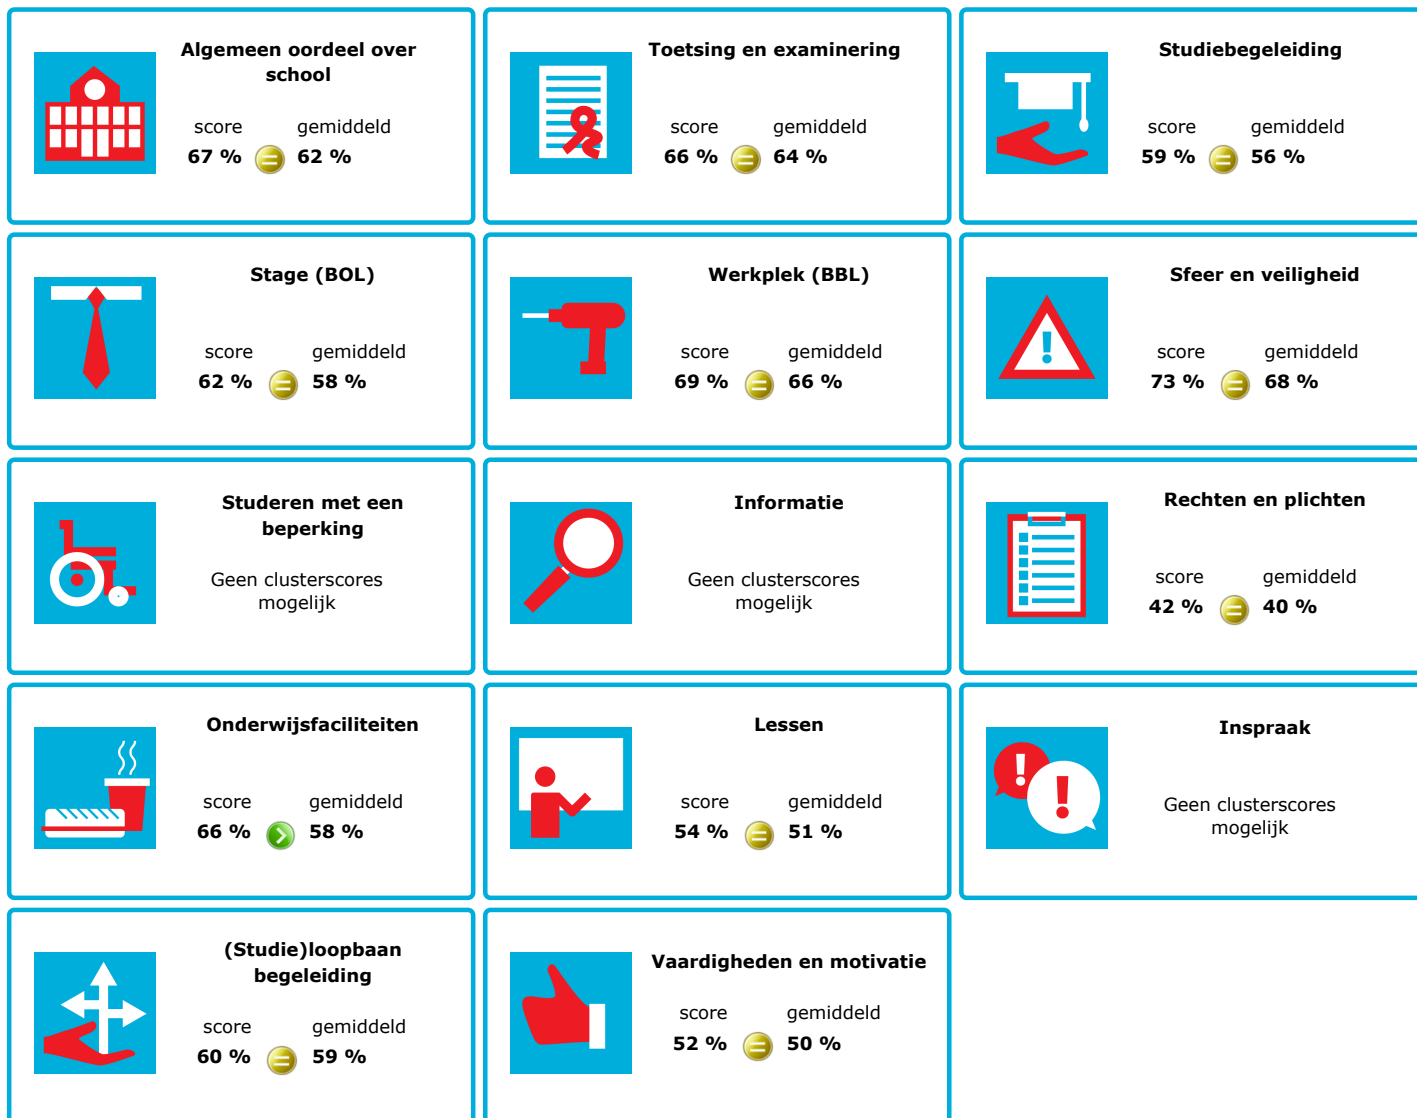 Algemeen oordeel over
school
score gemiddeld
67 % = 62 %
Toetsing en examinering
score gemiddeld
66 % = 64 %
Studiebegeleiding
score gemiddeld
59 % = 56 %
Stage (BOL)
score gemiddeld
62 % = 58 %
Werkplek (BBL)
score gemiddeld
69 % = 66 %
Sfeer en veiligheid
score gemiddeld
73 % = 68 %
Studeren met een
beperking
Geen clusterscores
mogelijk
Informatie
Geen clusterscores
mogelijk
Rechten en plichten
score gemiddeld
42 % = 40 %
Onderwijsfaciliteiten
score gemiddeld
66 % > 58 %
Lessen
score gemiddeld
54 % = 51 %
Inspraak
Geen clusterscores
mogelijk
(Studie)loopbaan
begeleiding
score gemiddeld
60 % = 59 %
Vaardigheden en motivatie
score gemiddeld
52 % = 50 %